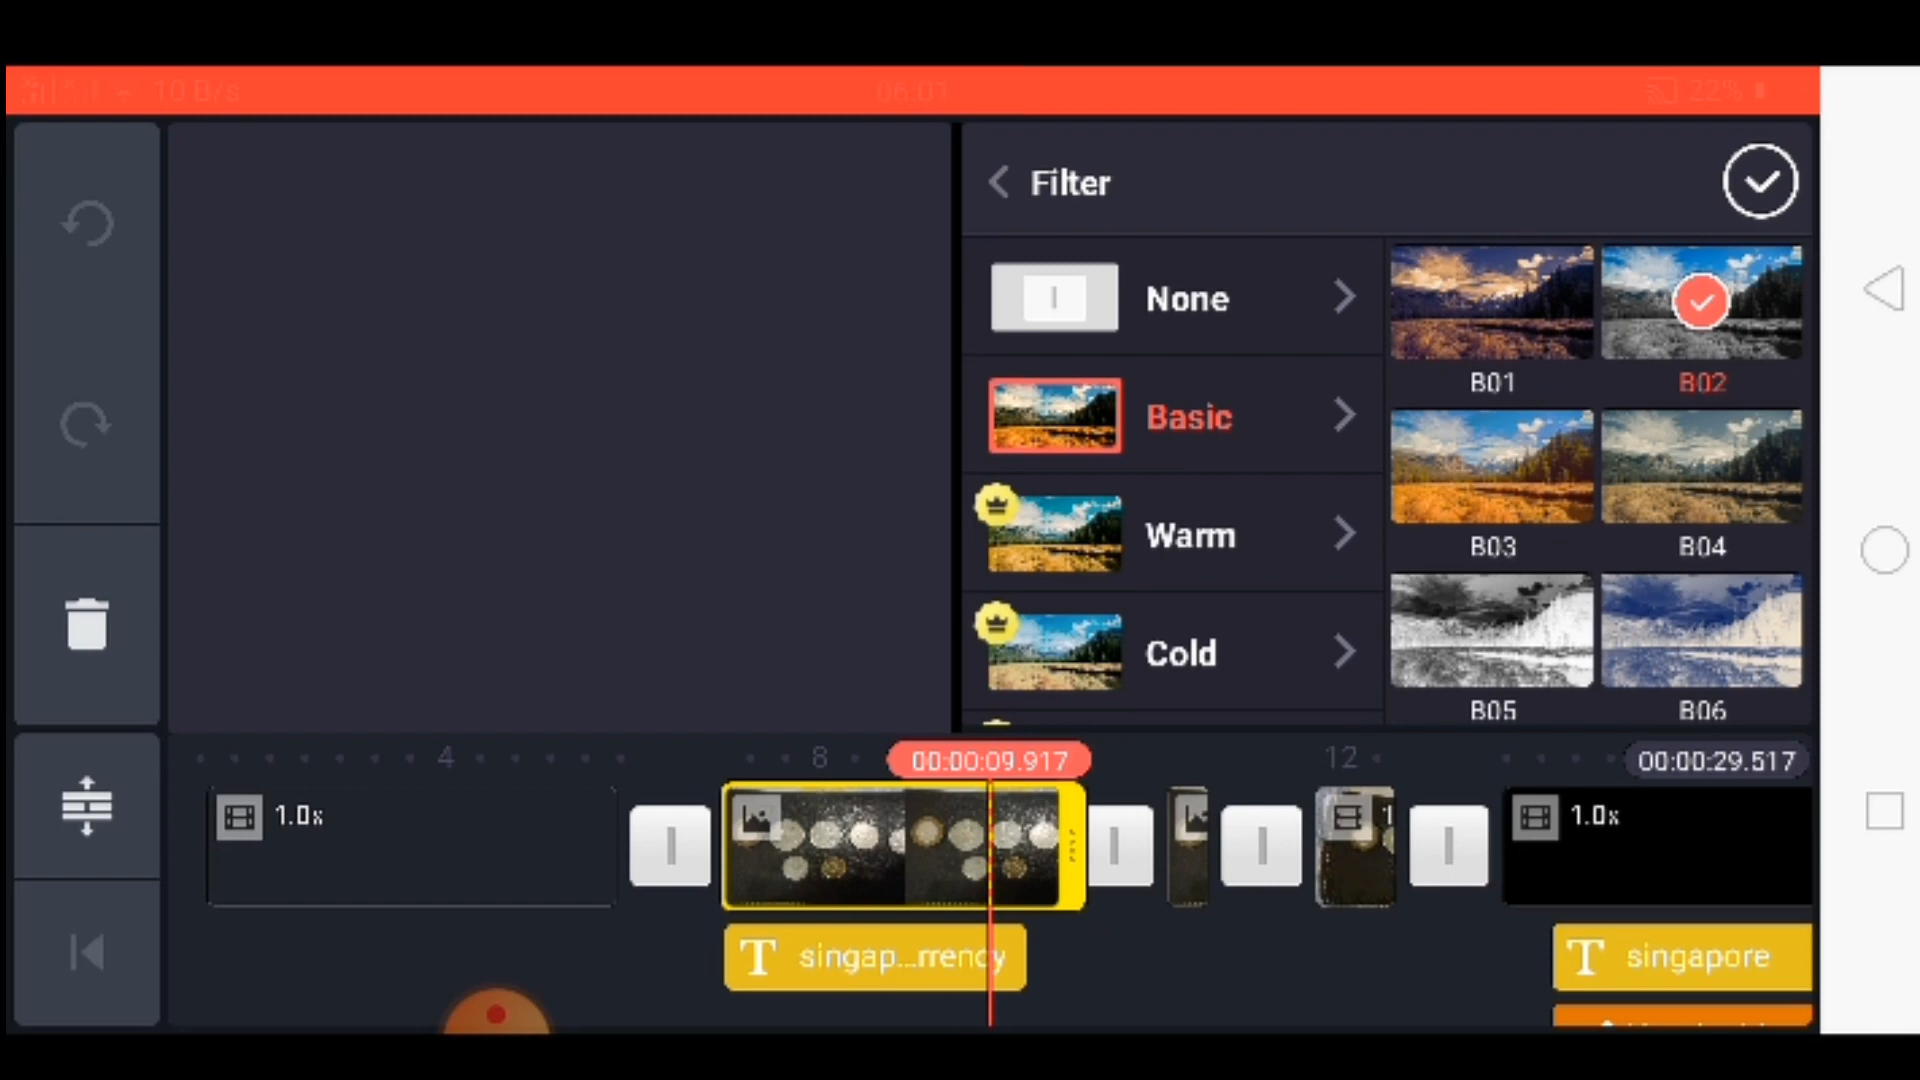 10 B/s 06:01 22%
Filter
None
Basic
Warm
Cold
B01 B02
B03 B04
B05 B06
4 8 00:00:09.917 12 00:00:29.517
1.0x 1 1.0x
T singap...rrency T singapore